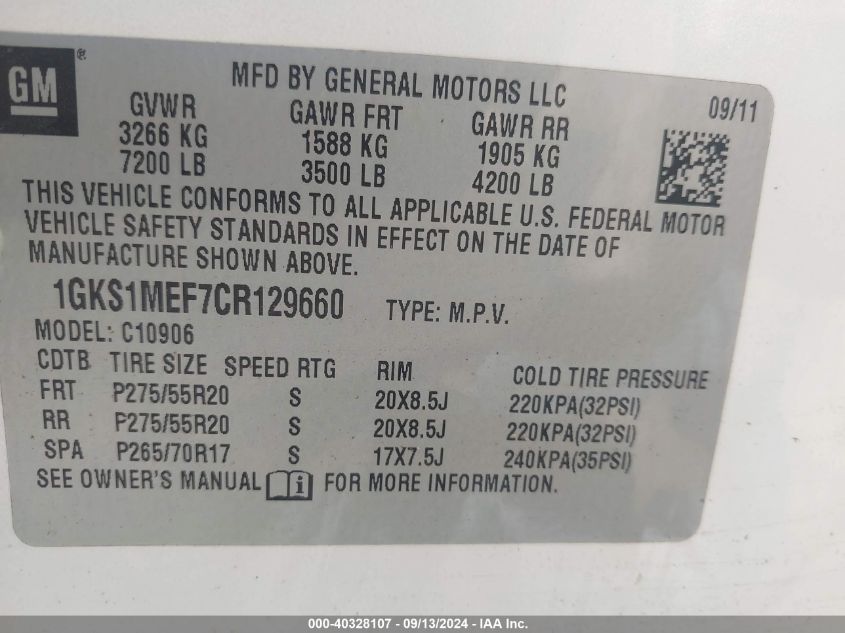 GM ®
MFD BY GENERAL MOTORS LLC
GVWR GAWR FRT GAWR RR 09/11
3266 KG 1588 KG 1905 KG
7200 LB 3500 LB 4200 LB
THIS VEHICLE CONFORMS TO ALL APPLICABLE U.S. FEDERAL MOTOR
VEHICLE SAFETY STANDARDS IN EFFECT ON THE DATE OF
MANUFACTURE SHOWN ABOVE.
1GKS1MEF7CR129660 TYPE: M.P.V.
MODEL: C10906
CDTB TIRE SIZE SPEED RTG RIM COLD TIRE PRESSURE
FRT P275/55R20 S 20X8.5J 220KPA(32PSI)
RR P275/55R20 S 20X8.5J 220KPA(32PSI)
SPA P265/70R17 S 17X7.5J 240KPA(35PSI)
SEE OWNER'S MANUAL i FOR MORE INFORMATION.
000-40328107 - 09/13/2024 - IAA Inc.